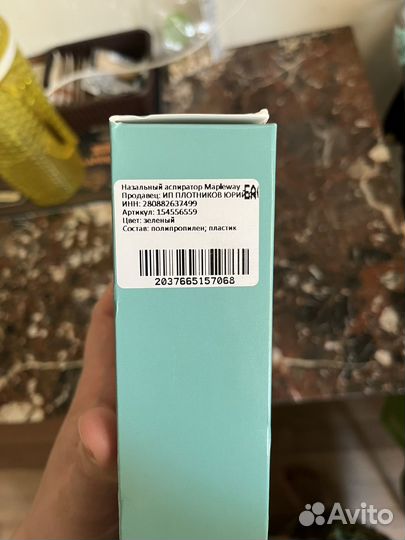 Назальный аспиратор Mapleway
Продавец: ИП ПЛОТНИКОВ ЮРИЙ
ИНН: 280882637499
Артикул: 154556559
Цвет: зеленый
Состав: полипропилен; пластик
2037665157068
Avito